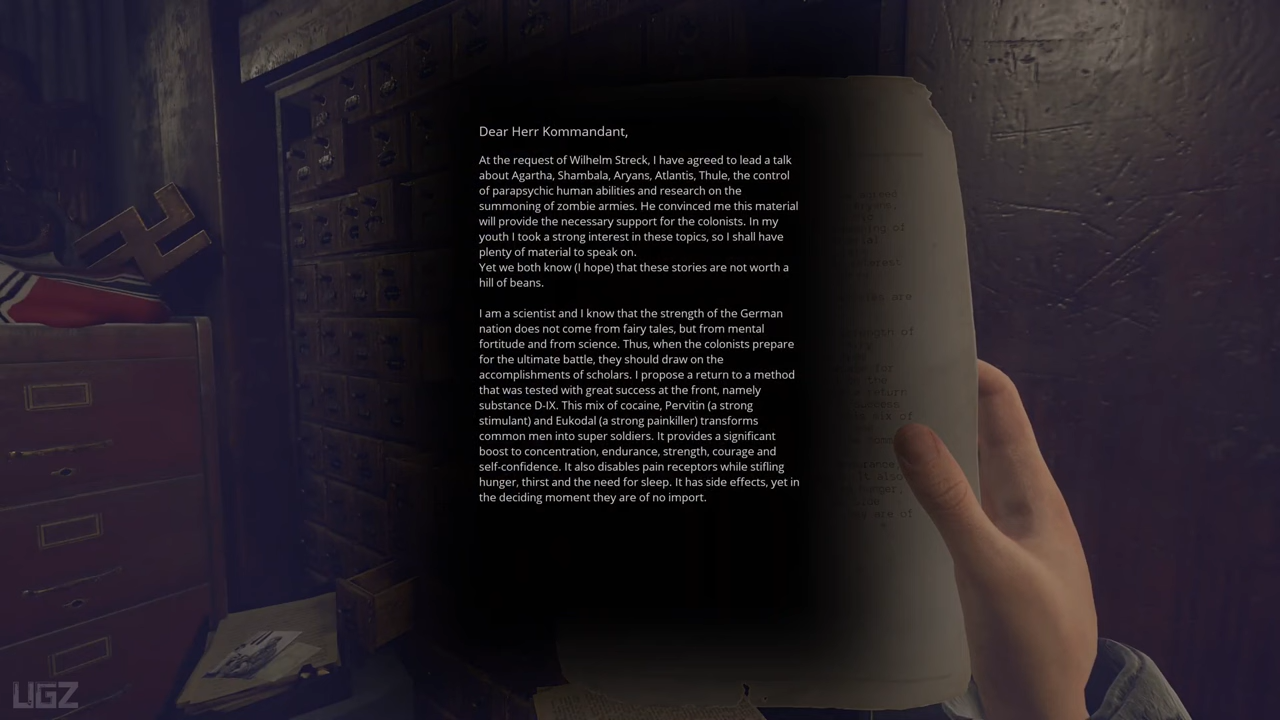 Dear Herr Kommandant,
At the request of Wilhelm Streck, I have agreed to lead a talk
about Agartha, Shambala, Aryans, Atlantis, Thule, the control
of parapsychic human abilities and research on the
summoning of zombie armies. He convinced me this material
will provide the necessary support for the colonists. In my
youth I took a strong interest in these topics, so I shall have
plenty of material to speak on.
Yet we both know (I hope) that these stories are not worth a
hill of beans.
I am a scientist and I know that the strength of the German
nation does not come from fairy tales, but from mental
fortitude and from science. Thus, when the colonists prepare
for the ultimate battle, they should draw on the
accomplishments of scholars. I propose a return to a method
that was tested with great success at the front, namely
substance D-IX. This mix of cocaine, Pervitin (a strong
stimulant) and Eukodal (a strong painkiller) transforms
common men into super soldiers. It provides a significant
boost to concentration, endurance, strength, courage and
self-confidence. It also disables pain receptors while stifling
hunger, thirst and the need for sleep. It has side effects, yet in
the deciding moment they are of no import.
UGZ